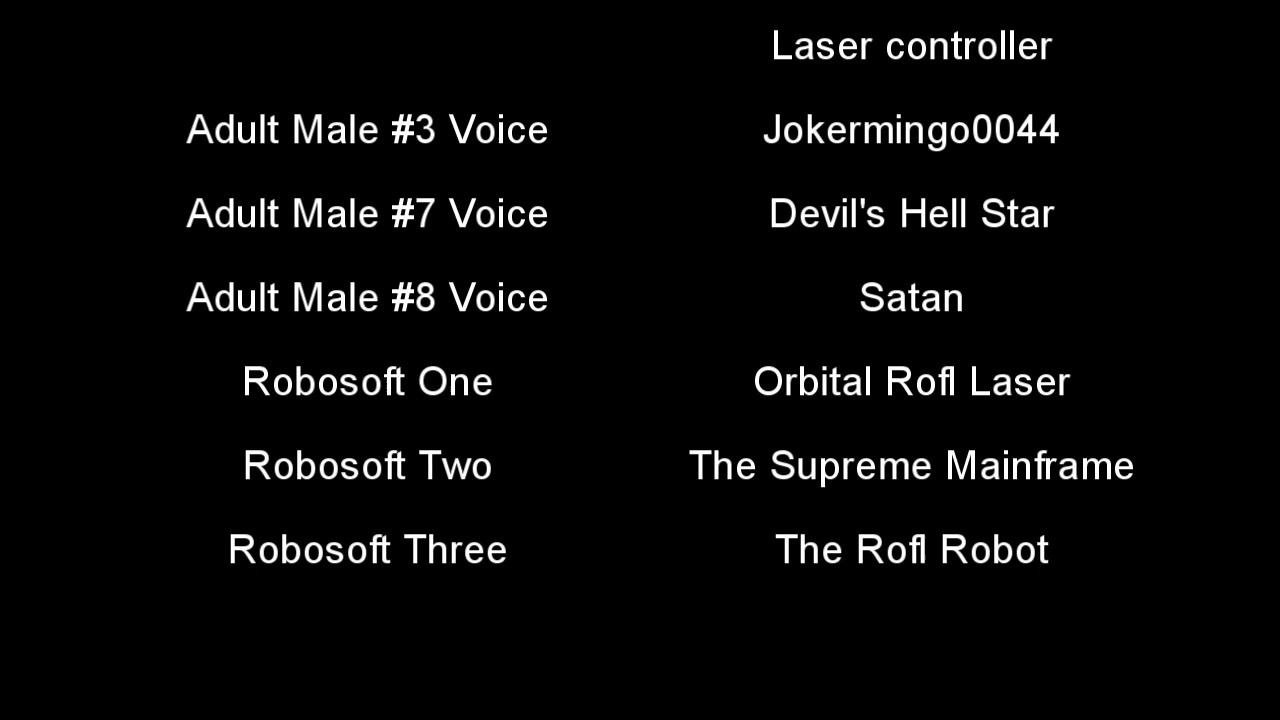 Laser controller
Adult Male #3 Voice Jokermingo0044
Adult Male #7 Voice Devil's Hell Star
Adult Male #8 Voice Satan
Robosoft One Orbital Rofl Laser
Robosoft Two The Supreme Mainframe
Robosoft Three The Rofl Robot